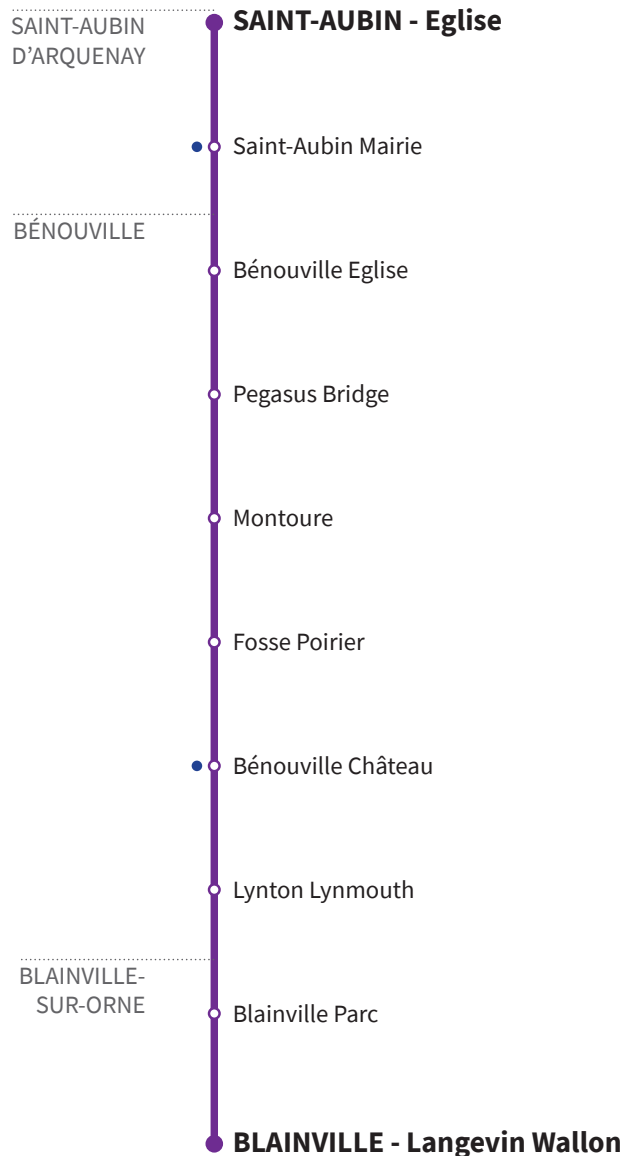 SAINT-AUBIN
D'ARQUENAY
SAINT-AUBIN - Eglise
Saint-Aubin Mairie
BÉNOUVILLE
Bénouville Eglise
Pegasus Bridge
Montoure
Fosse Poirier
Bénouville Château
Lynton Lynmouth
BLAINVILLE-
SUR-ORNE
Blainville Parc
BLAINVILLE - Langevin Wallon